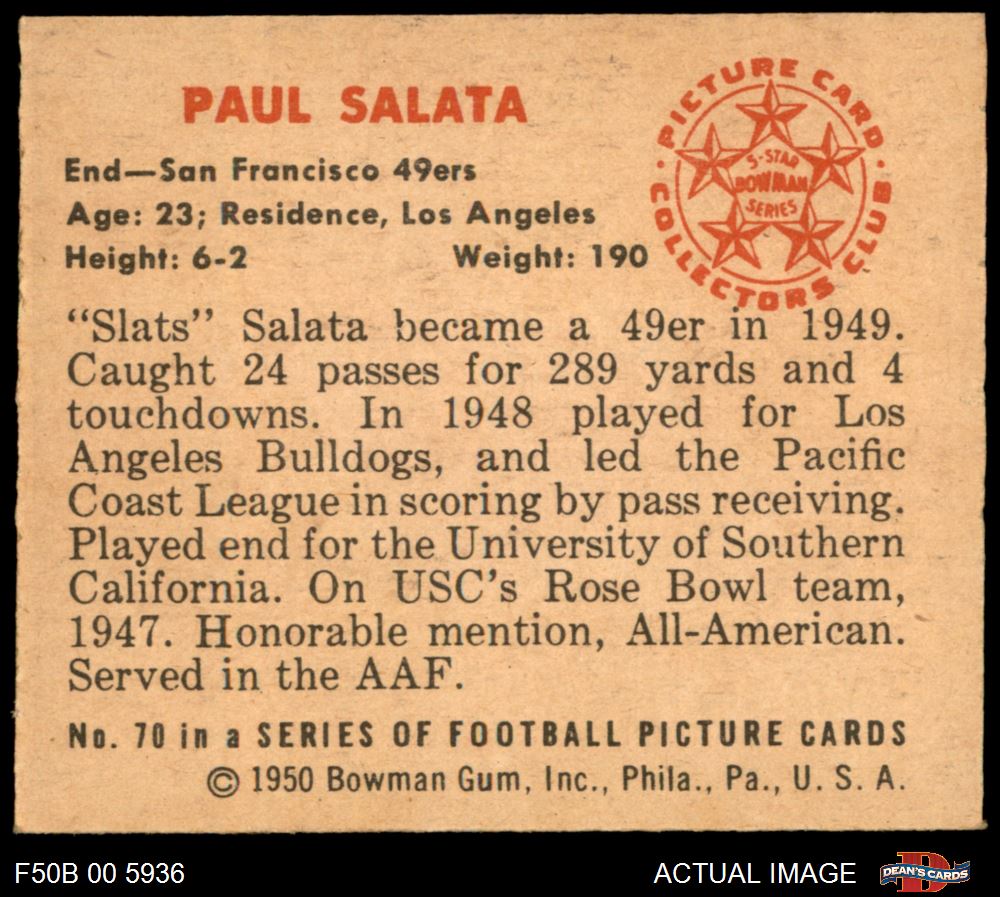 PAUL SALATA
End—San Francisco 49ers
Age: 23; Residence, Los Angeles
Height: 6-2 Weight: 190
PICTURE CARD
COLLECTORS CLUB
5-STAR
BOWMAN
SERIES
“Slats” Salata became a 49er in 1949.
Caught 24 passes for 289 yards and 4
touchdowns. In 1948 played for Los
Angeles Bulldogs, and led the Pacific
Coast League in scoring by pass receiving.
Played end for the University of Southern
California. On USC’s Rose Bowl team,
1947. Honorable mention, All-American.
Served in the AAF.
No. 70 in a SERIES OF FOOTBALL PICTURE CARDS
© 1950 Bowman Gum, Inc., Phila., Pa., U. S. A.
F50B 00 5936
ACTUAL IMAGE
D
DEAN'S CARDS